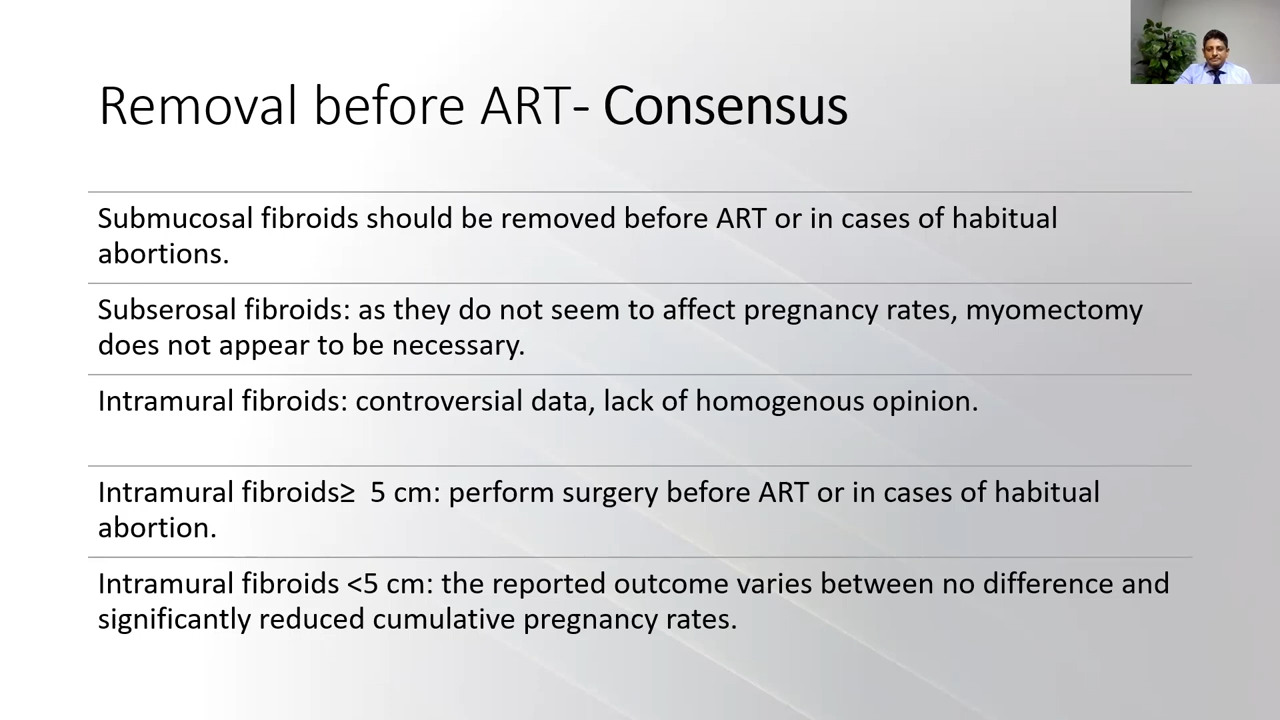 Removal before ART- Consensus
Submucosal fibroids should be removed before ART or in cases of habitual
abortions.
Subserosal fibroids: as they do not seem to affect pregnancy rates, myomectomy
does not appear to be necessary.
Intramural fibroids: controversial data, lack of homogenous opinion.
Intramural fibroids≥  5 cm: perform surgery before ART or in cases of habitual
abortion.
Intramural fibroids <5 cm: the reported outcome varies between no difference and
significantly reduced cumulative pregnancy rates.